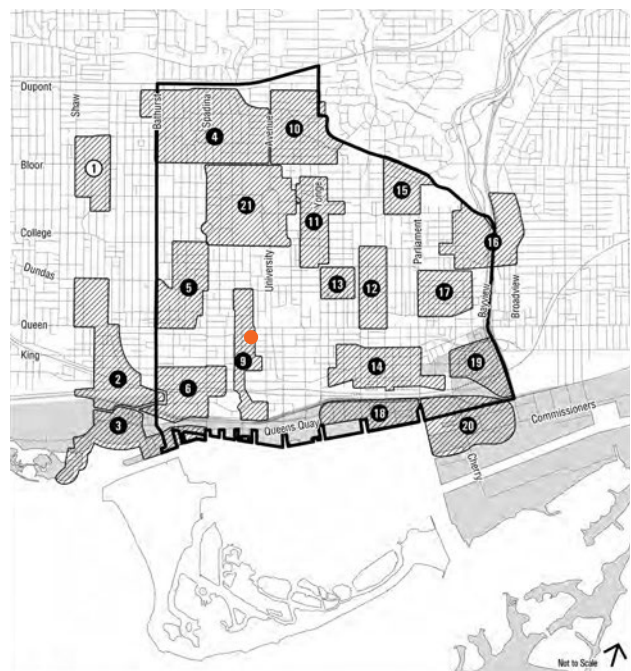 Dupont
Shaw
Bathurst
Spadina
Avenue
4
10
Bloor
1
15
21
Yonge
11
College
Parliament
16
Dundas
University
5
13
12
17
Bayview
Broadview
Queen
King
9
14
19
2
6
3
18
Queens Quay
20
Commissioners
Cherry
Not to Scale